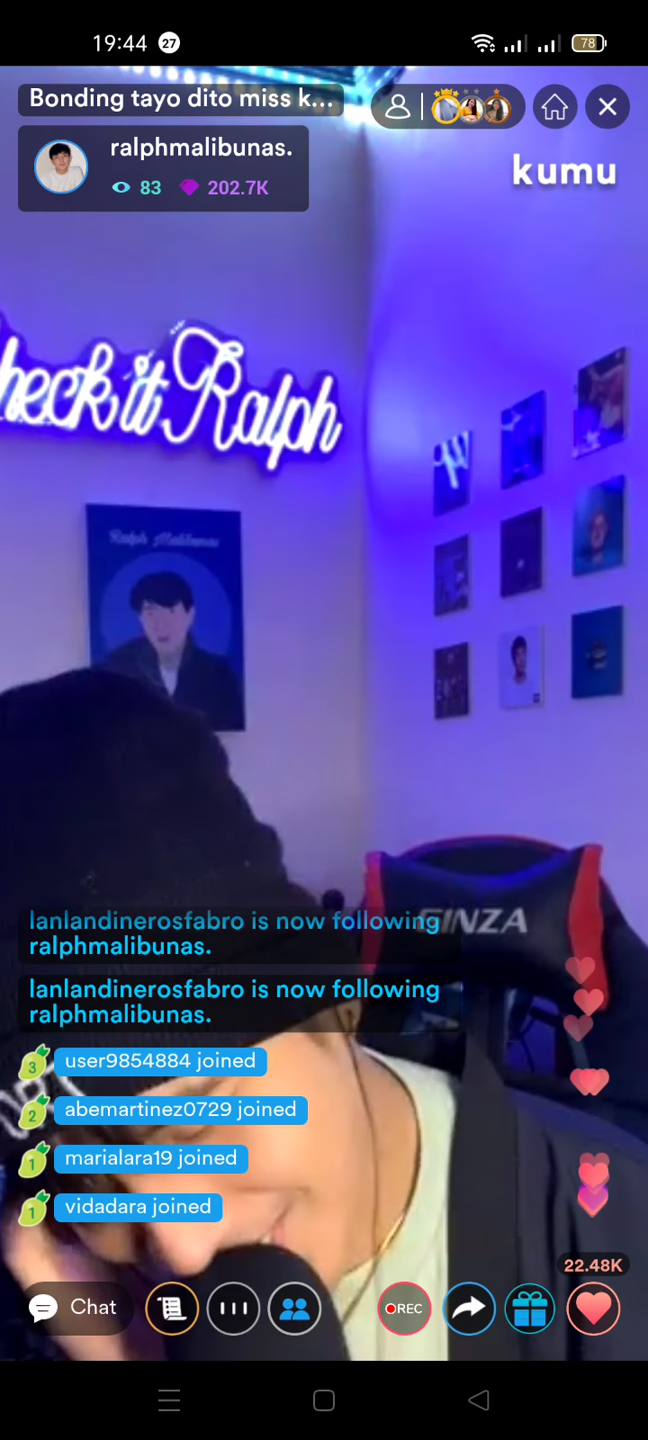 19:44 27
78
Bonding tayo dito miss k...
ralphmalibunas.
83 202.7K
kumu
heck it Ralph
Ralph Malibunas
GINZA
lanlandinerosfabro is now following
ralphmalibunas.
lanlandinerosfabro is now following
ralphmalibunas.
3 user9854884 joined
2 abemartinez0729 joined
1 marialara19 joined
1 vidadara joined
22.48K
Chat
REC